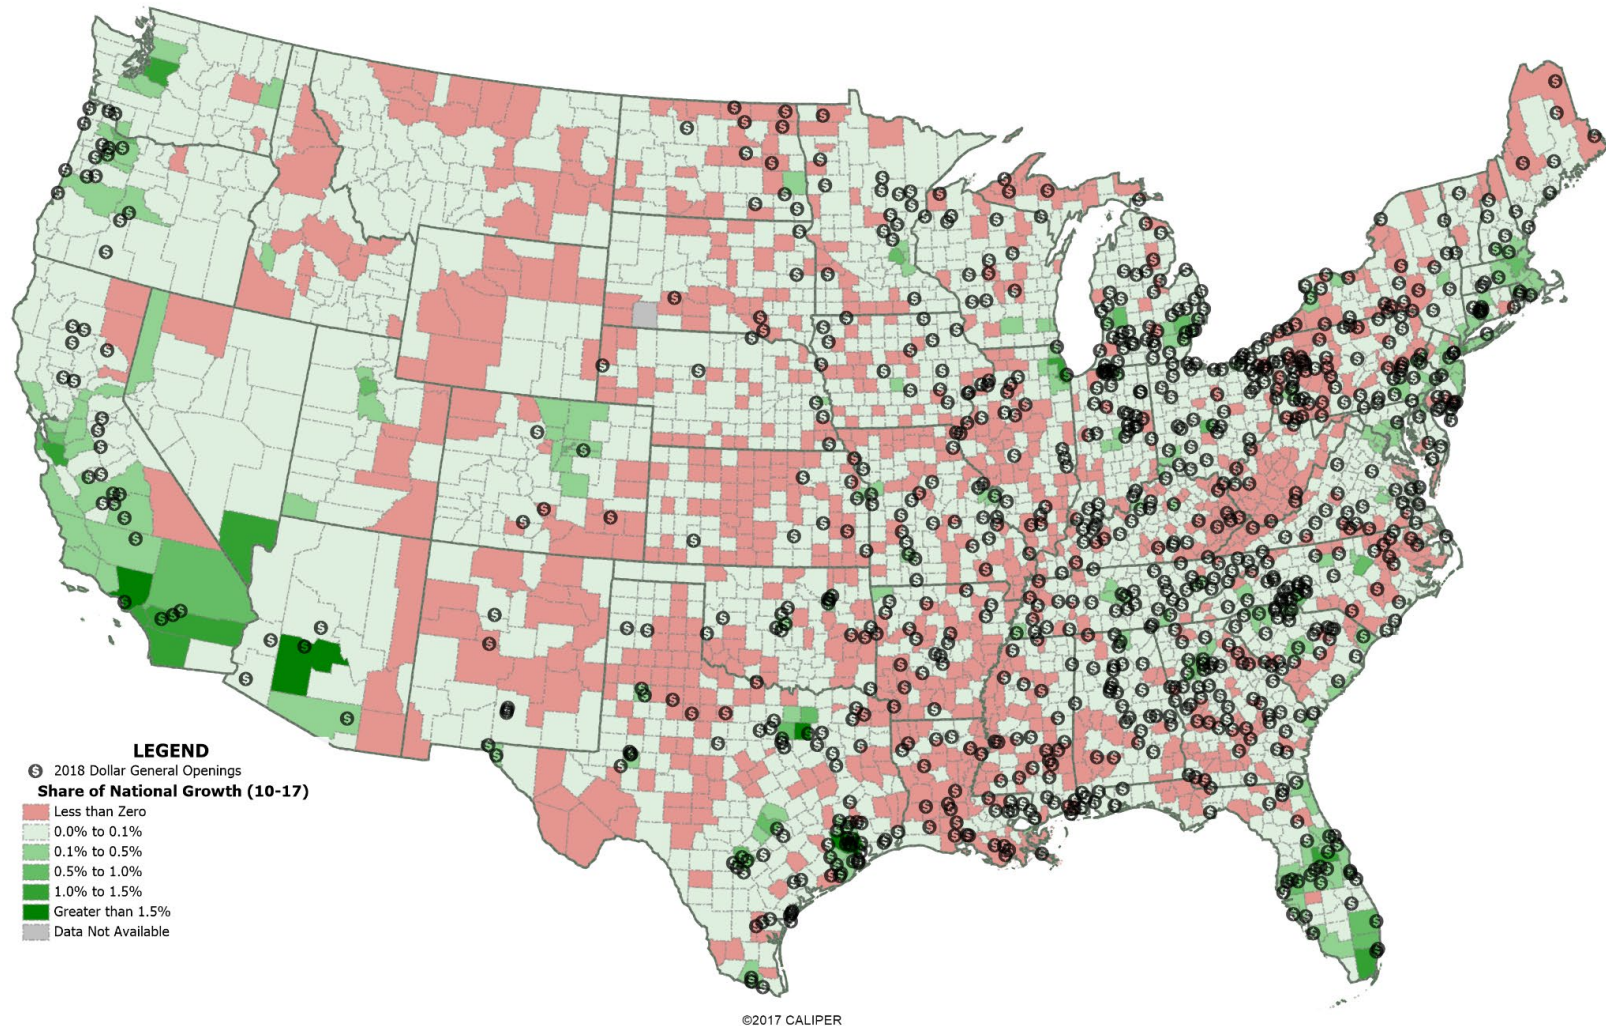 LEGEND
2018 Dollar General Openings
Share of National Growth (10-17)
Less than Zero
0.0% to 0.1%
0.1% to 0.5%
0.5% to 1.0%
1.0% to 1.5%
Greater than 1.5%
Data Not Available
©2017 CALIPER